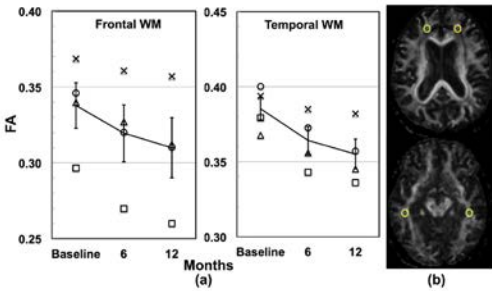 (a)
Frontal WM
Temporal WM
(b)
FA
0.40
0.35
0.30
0.25
0.45
0.40
0.35
0.30
Baseline 6 12
Baseline 6 12
Months
(a)
(b)